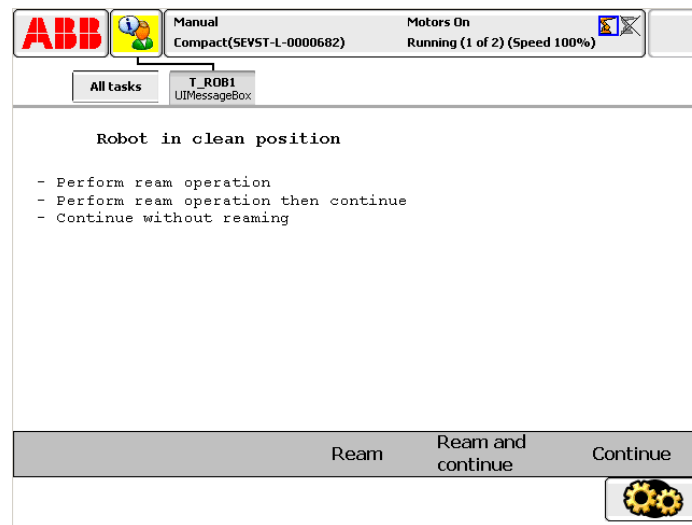 ABB
Manual
Compact(SEVST-L-0000682)
Motors On
Running (1 of 2) (Speed 100%)
All tasks
T_ROB1
UIMessageBox
Robot in clean position
- Perform ream operation
- Perform ream operation then continue
- Continue without reaming
Ream
Ream and
continue
Continue